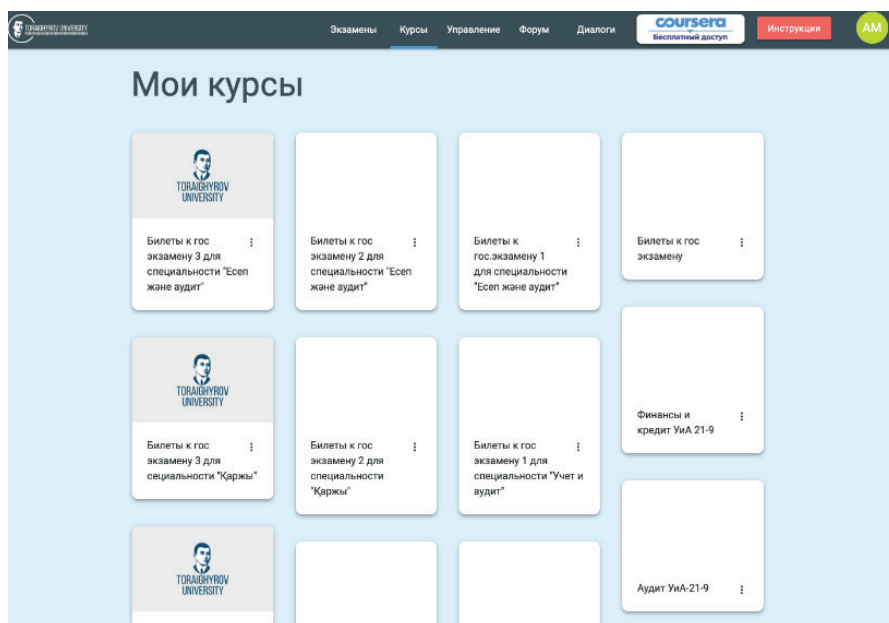 TORAIGHYROV UNIVERSITY
Экзамены
Курсы
Управление
Форум
Диалоги
coursera
Бесплатный доступ
Инструкции
AM
Мои курсы
TORAIGHYROV
UNIVERSITY
Билеты к гос
экзамену 3 для
специальности "Есеп
және аудит"
Билеты к гос
экзамену 2 для
специальности "Есеп
және аудит"
Билеты к
гос.экзамену 1
для специальности
"Есеп және аудит"
Билеты к гос
экзамену
TORAIGHYROV
UNIVERSITY
Билеты к гос
экзамену 3 для
сециальности "Қаржы"
Билеты к гос
экзамену 2 для
специальности
"Қаржы"
Билеты к гос
экзамену 1 для
специальности "Учет и
аудит"
Финансы и
кредит УиА 21-9
TORAIGHYROV
UNIVERSITY
Аудит УиА-21-9